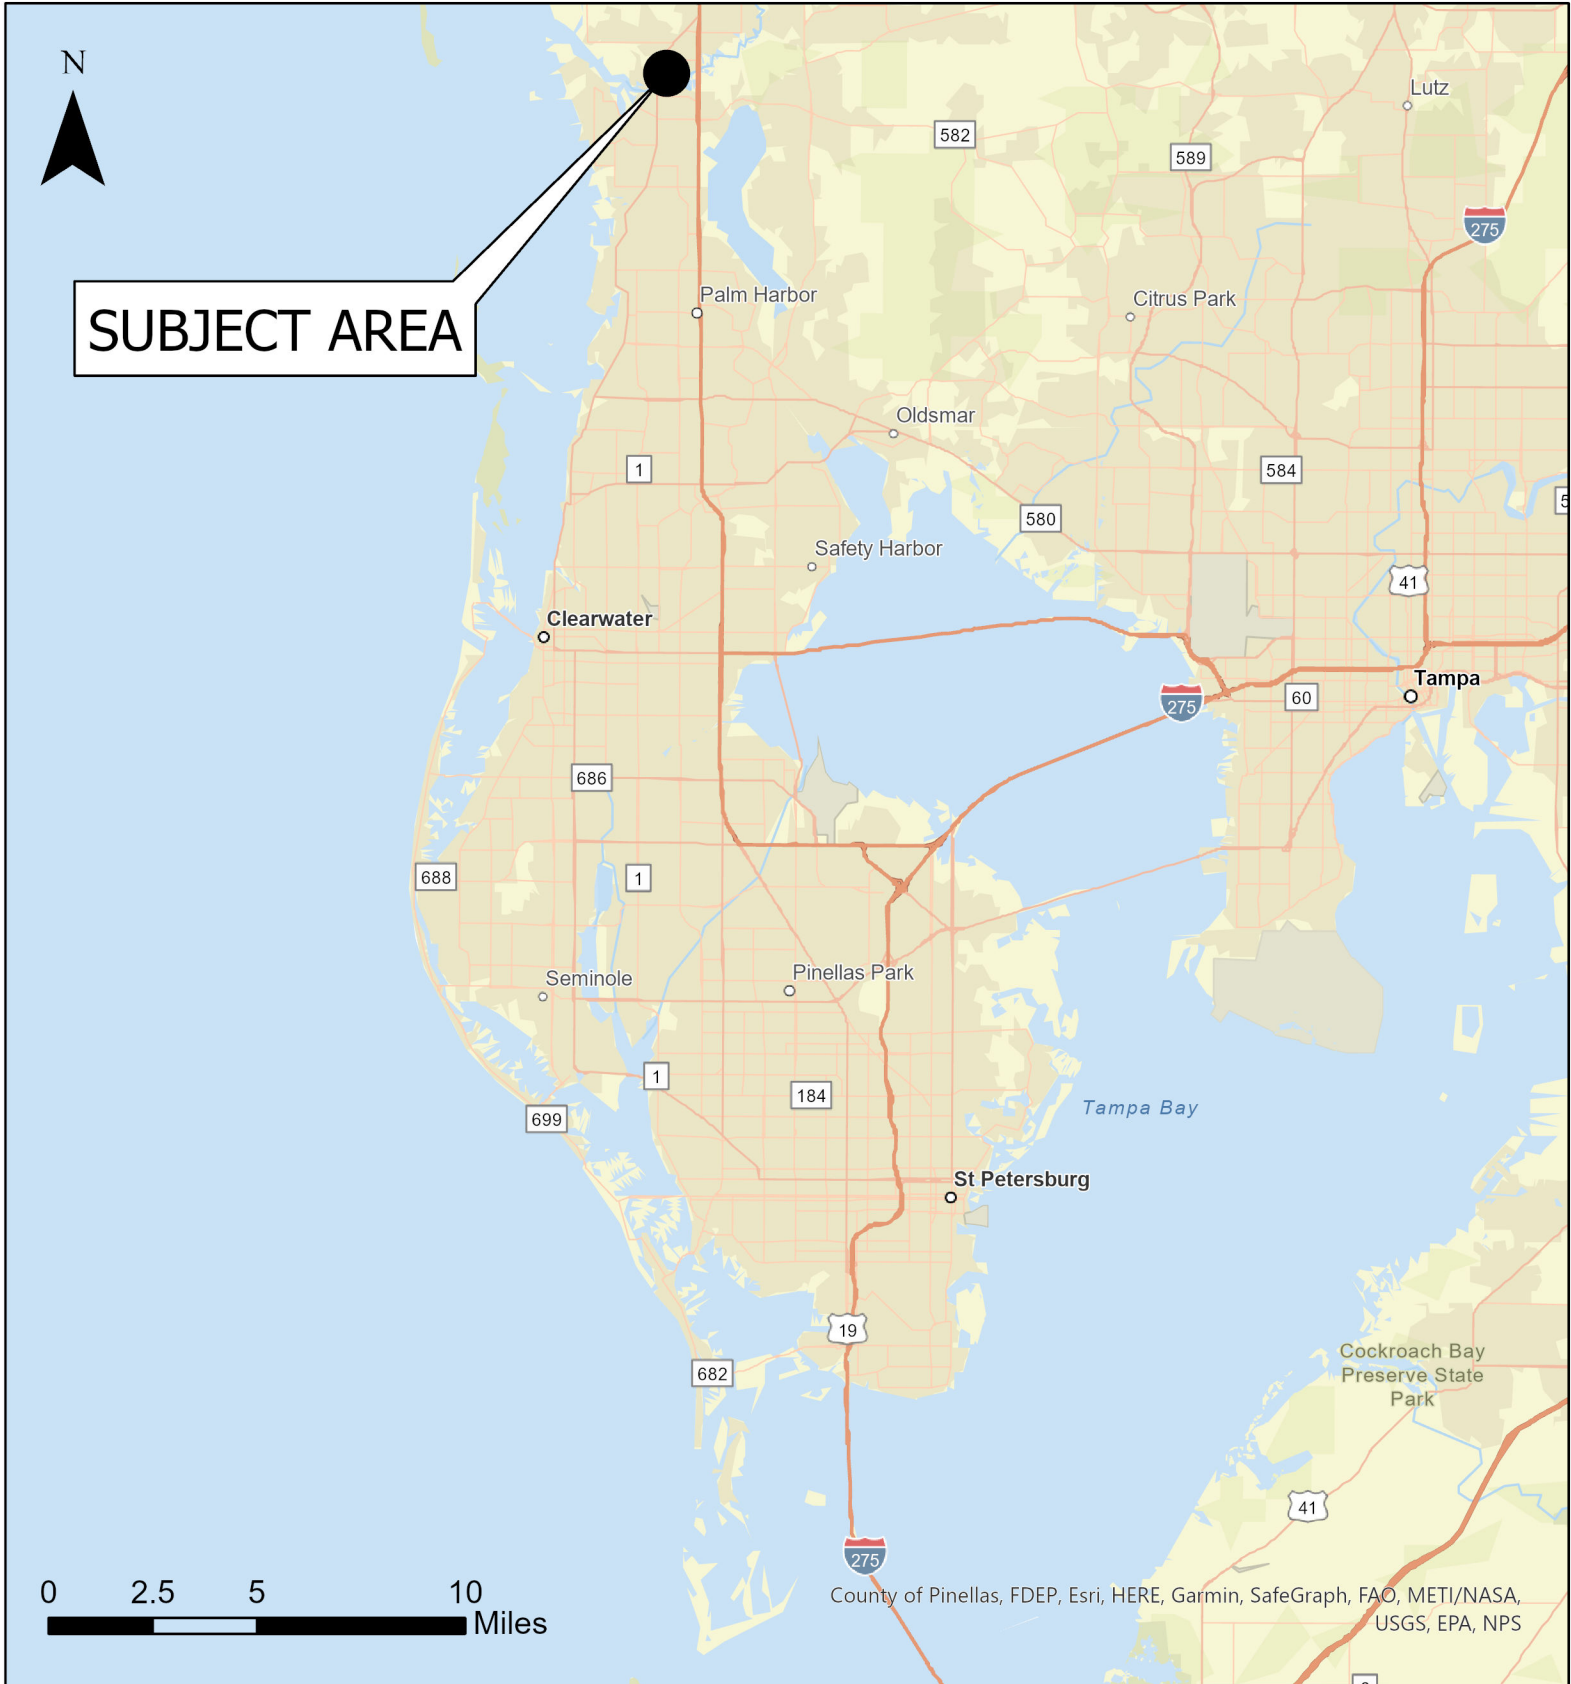 N
Lutz
582
589
275
SUBJECT AREA
Palm Harbor
Citrus Park
Oldsmar
1
584
580
5
Safety Harbor
41
Clearwater
Tampa
275
60
686
688
1
Seminole
Pinellas Park
1
184
699
Tampa Bay
St Petersburg
19
Cockroach Bay
Preserve State
Park
682
41
275
0 2.5 5 10
Miles
County of Pinellas, FDEP, Esri, HERE, Garmin, SafeGraph, FAO, METI/NASA,
USGS, EPA, NPS